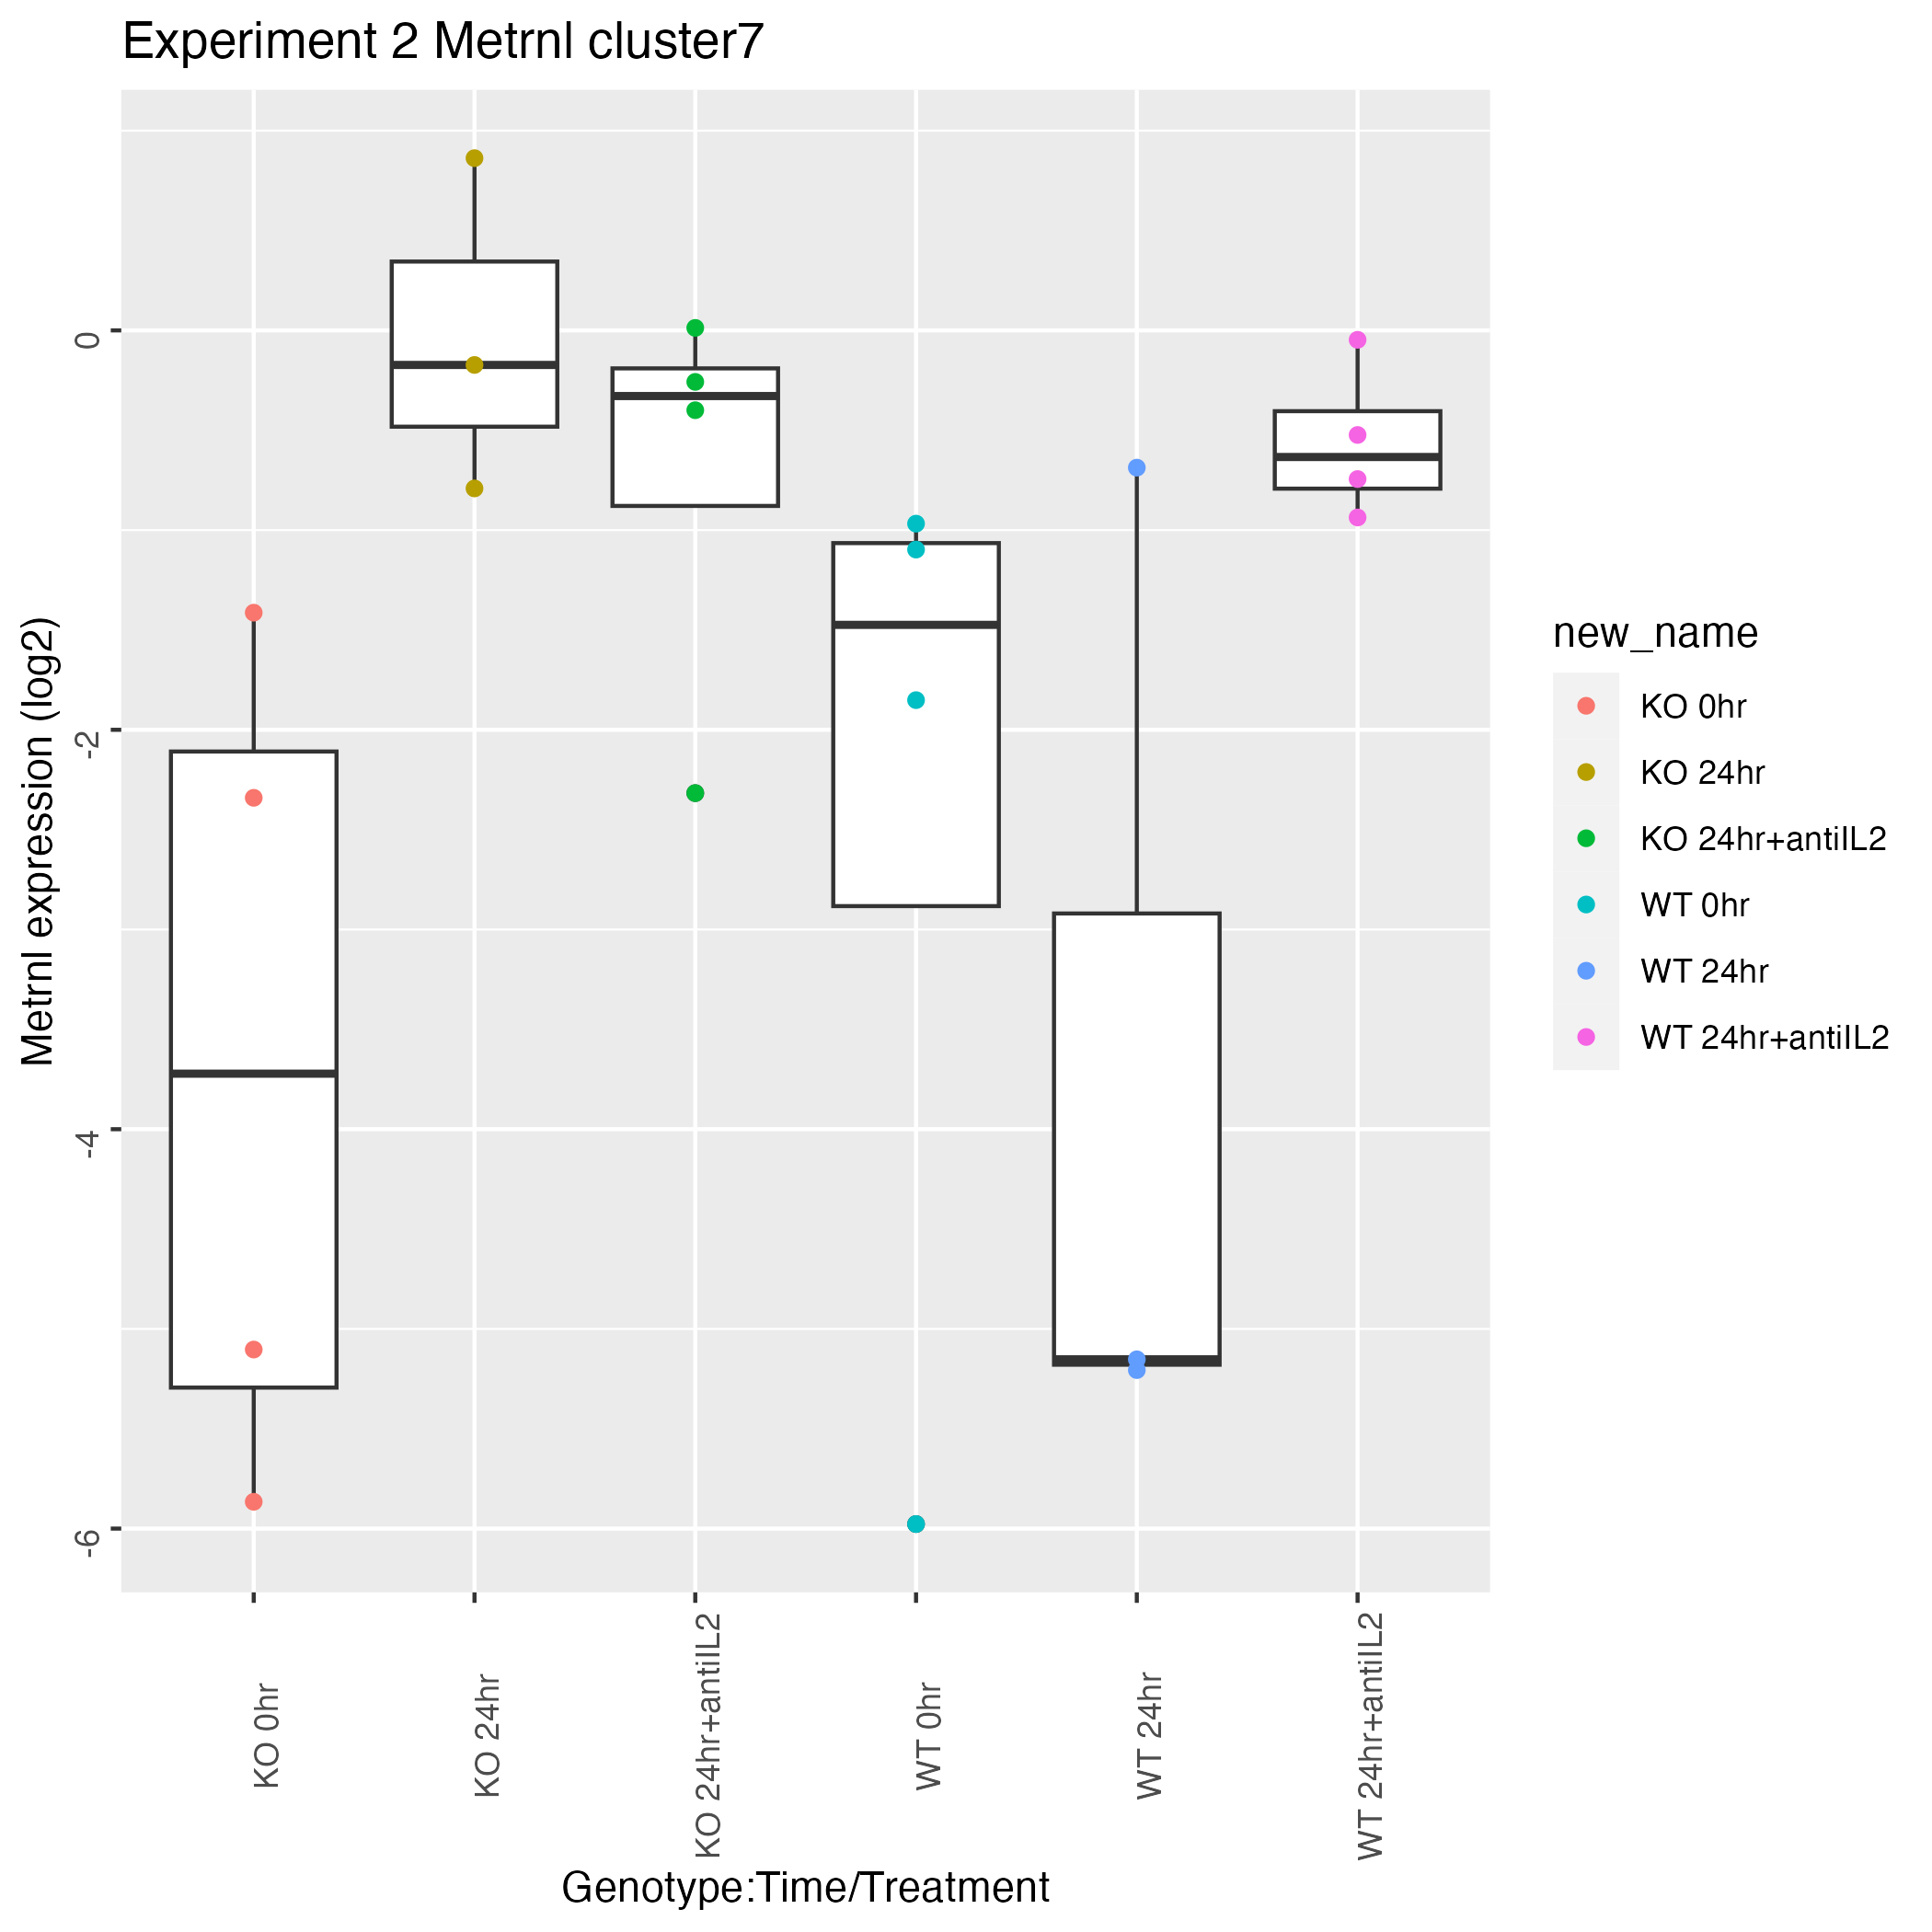 Experiment 2 Metrnl cluster7
Metrnl expression (log2)
0
-2
-4
-6
KO 0hr
KO 24hr
KO 24hr+antiIL2
WT 0hr
WT 24hr
WT 24hr+antiIL2
Genotype:Time/Treatment
new_name
KO 0hr
KO 24hr
KO 24hr+antiIL2
WT 0hr
WT 24hr
WT 24hr+antiIL2